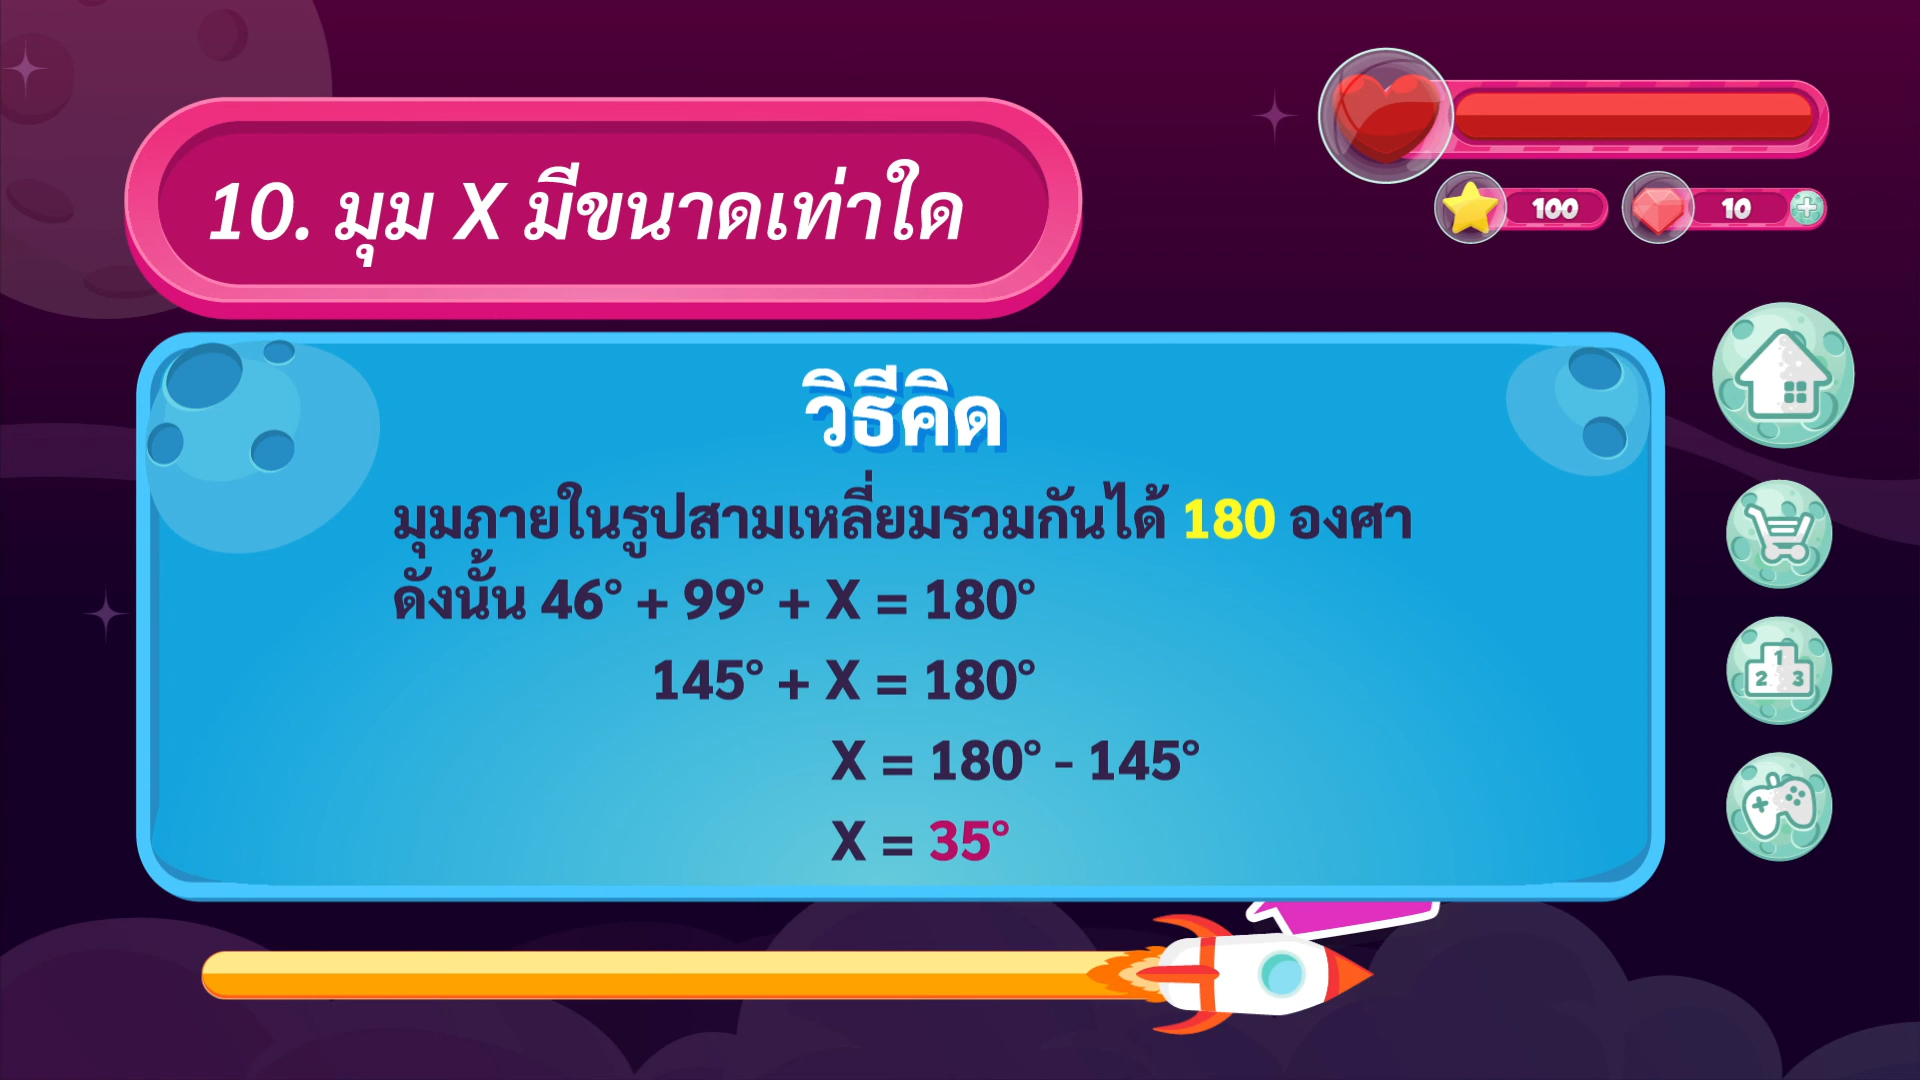 10. มุม X มีขนาดเท่าใด
100
10
วิธีคิด
มุมภายในรูปสามเหลี่ยมรวมกันได้ 180 องศา
ดังนั้น 46° + 99° + X = 180°
145° + X = 180°
X = 180° - 145°
X = 35°
1
2 3